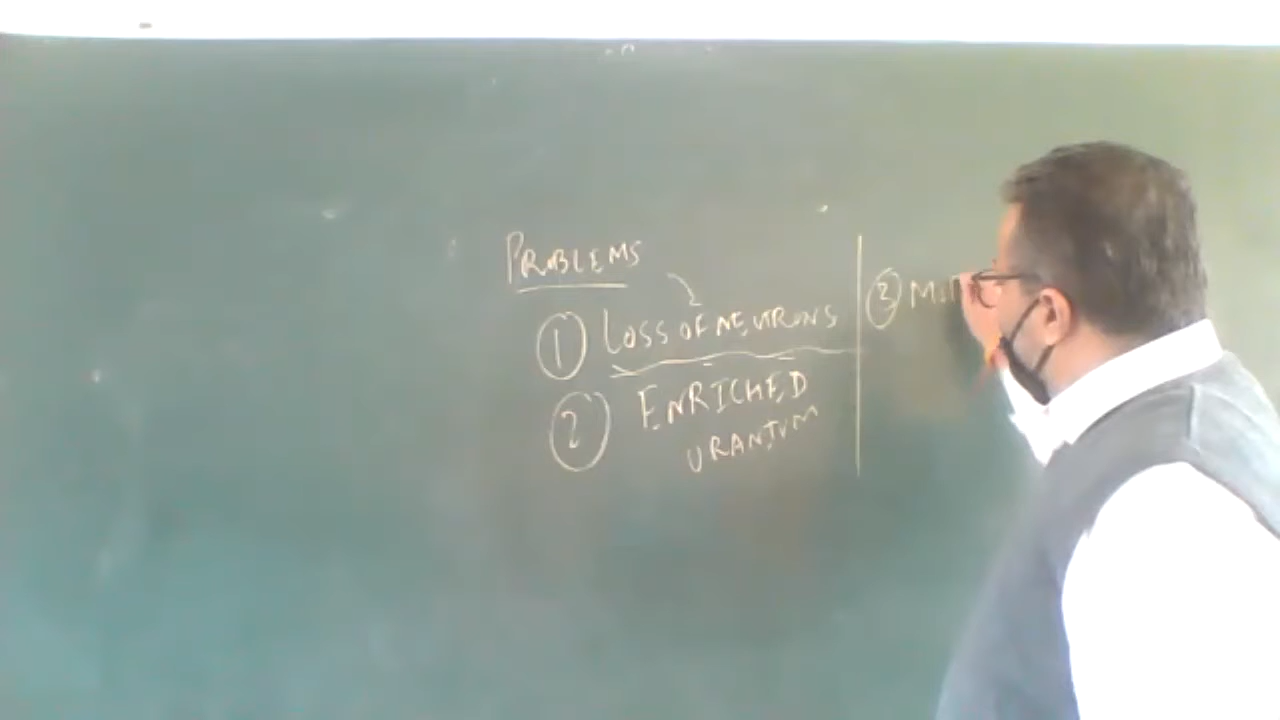 PROBLEMS
1 LOSS OF NEUTRONS
2 ENRICHED
URANIUM
3